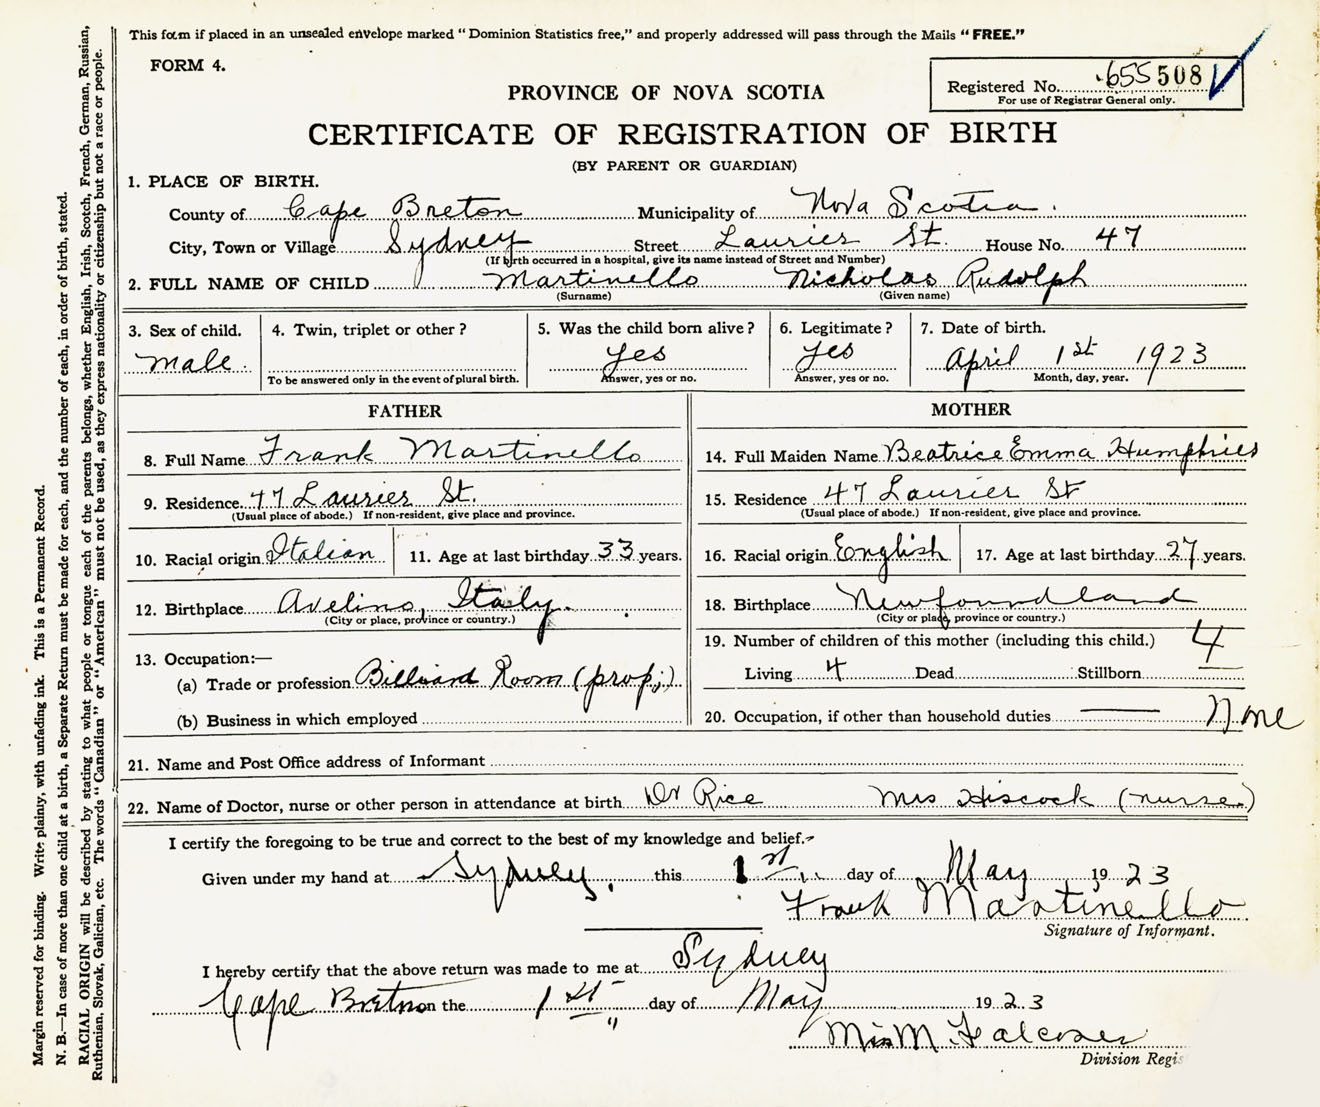 This form if placed in an unsealed envelope marked "Dominion Statistics free," and properly addressed will pass through the Mails "FREE."
FORM 4.
Registered No. 655508
For use of Registrar General only.
PROVINCE OF NOVA SCOTIA
CERTIFICATE OF REGISTRATION OF BIRTH
(BY PARENT OR GUARDIAN)
1. PLACE OF BIRTH.
County of Cape Breton Municipality of Nova Scotia.
City, Town or Village Sydney Street Laurier St. House No. 47
(If birth occurred in a hospital, give its name instead of Street and Number)
2. FULL NAME OF CHILD Martinello Nicholas Rudolph
(Surname) (Given name)
3. Sex of child. 4. Twin, triplet or other? 5. Was the child born alive? 6. Legitimate? 7. Date of birth.
male. yes yes April 1st 1923
To be answered only in the event of plural birth. Answer, yes or no. Answer, yes or no. Month, day, year.
FATHER
8. Full Name Frank Martinello
9. Residence. 47 Laurier St.
(Usual place of abode.) If non-resident, give place and province.
10. Racial origin Italian 11. Age at last birthday 33 years.
12. Birthplace Avelino, Italy.
(City or place, province or country.)
13. Occupation:—
(a) Trade or profession Billiard Room (prop;)
(b) Business in which employed
MOTHER
14. Full Maiden Name Beatrice Emma Humphries
15. Residence 47 Laurier St
(Usual place of abode.) If non-resident, give place and province.
16. Racial origin English 17. Age at last birthday 27 years.
18. Birthplace Newfoundland
(City or place, province or country.)
19. Number of children of this mother (including this child.) 4
Living 4 Dead Stillborn
20. Occupation, if other than household duties None
21. Name and Post Office address of Informant
22. Name of Doctor, nurse or other person in attendance at birth Dr Rice Mrs Hiscock (nurse)
I certify the foregoing to be true and correct to the best of my knowledge and belief.
Given under my hand at Sydney. this 1st day of May 1923
Frank Martinello
Signature of Informant.
I hereby certify that the above return was made to me at Sydney
Cape Breton on the 1st day of May 1923
Miss M. Falconer
Division Regis
Margin reserved for binding. Write plainly, with unfading ink. This is a Permanent Record.
N. B.—In case of more than one child at a birth, a Separate Return must be made for each, and the number of each, in order of birth, stated.
RACIAL ORIGIN will be described by stating to what people or tongue each of the parents belongs, whether English, Irish, Scotch, French, German, Russian,
Ruthenian, Slovak, Galician, etc. The words "Canadian" or "American" must not be used, as they express nationality or citizenship but not a race or people.